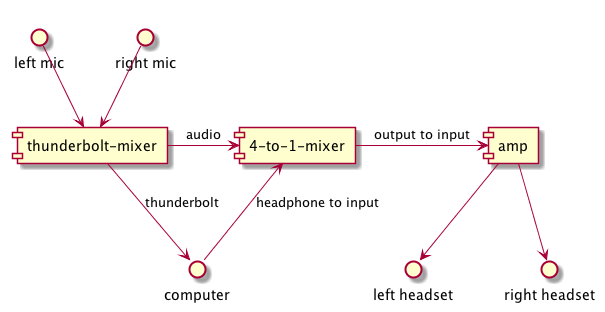 left mic
right mic
thunderbolt-mixer
audio
4-to-1-mixer
output to input
amp
thunderbolt
headphone to input
computer
left headset
right headset